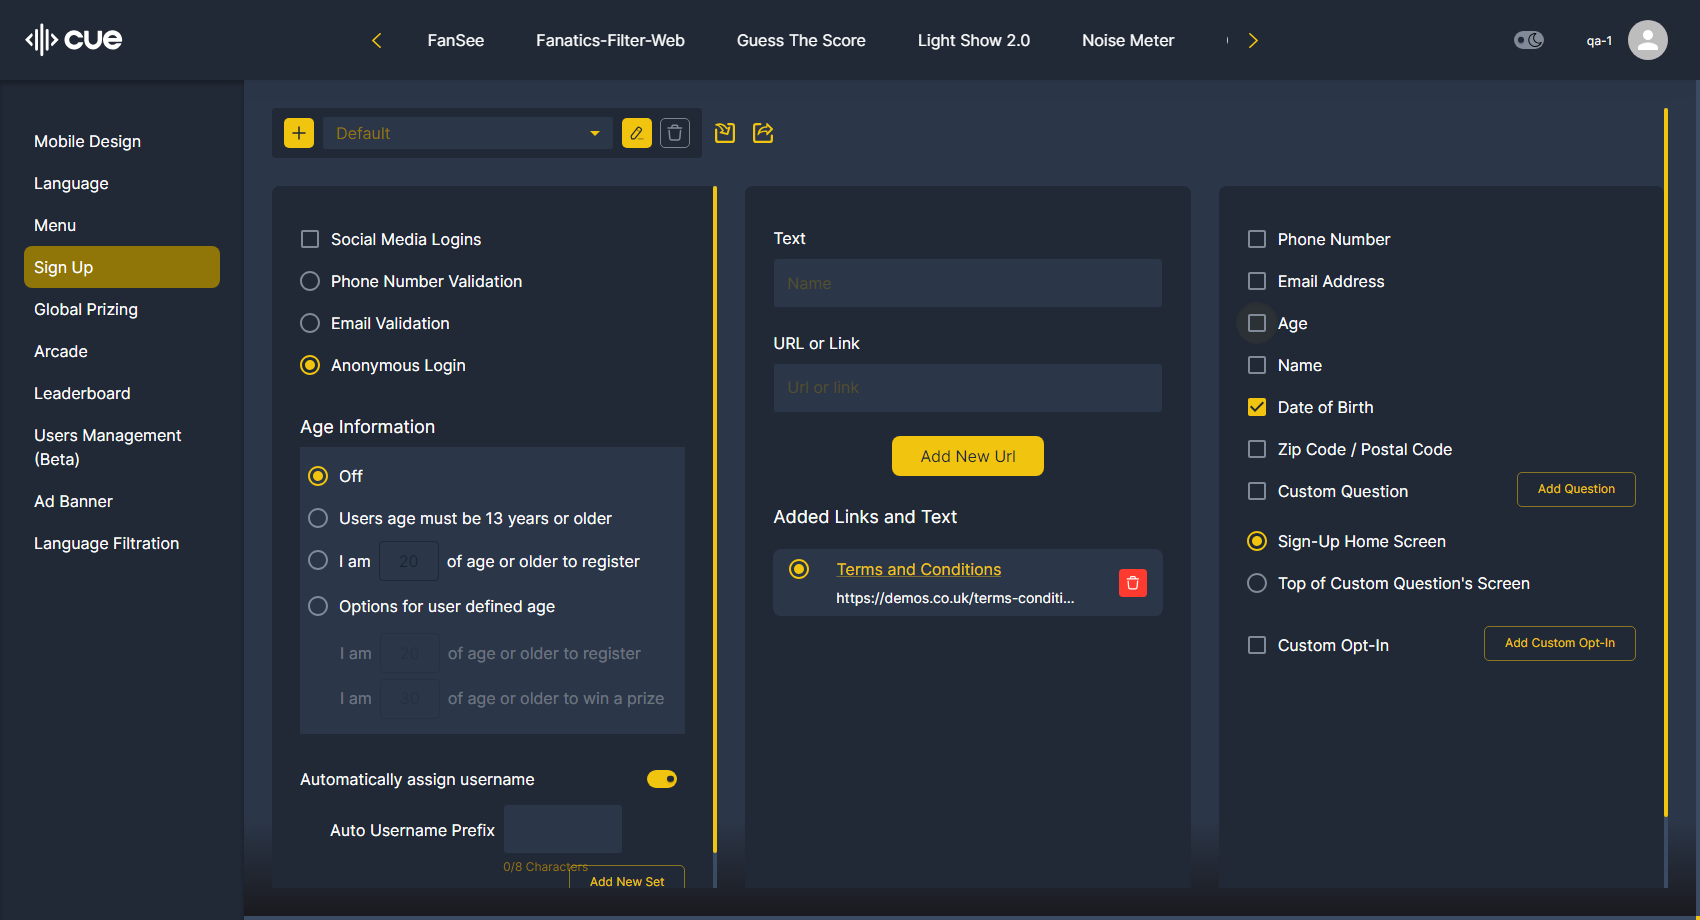 cue
FanSee
Fanatics-Filter-Web
Guess The Score
Light Show 2.0
Noise Meter
qa-1
Mobile Design
Language
Menu
Sign Up
Global Prizing
Arcade
Leaderboard
Users Management
(Beta)
Ad Banner
Language Filtration
Default
Social Media Logins
Phone Number Validation
Email Validation
Anonymous Login
Age Information
Off
Users age must be 13 years or older
I am 20 of age or older to register
Options for user defined age
I am 20 of age or older to register
I am 30 of age or older to win a prize
Automatically assign username
Auto Username Prefix
0/8 Characters
Add New Set
Text
Name
URL or Link
Url or link
Add New Url
Added Links and Text
Terms and Conditions
https://demos.co.uk/terms-conditi...
Phone Number
Email Address
Age
Name
Date of Birth
Zip Code / Postal Code
Custom Question
Add Question
Sign-Up Home Screen
Top of Custom Question's Screen
Custom Opt-In
Add Custom Opt-In